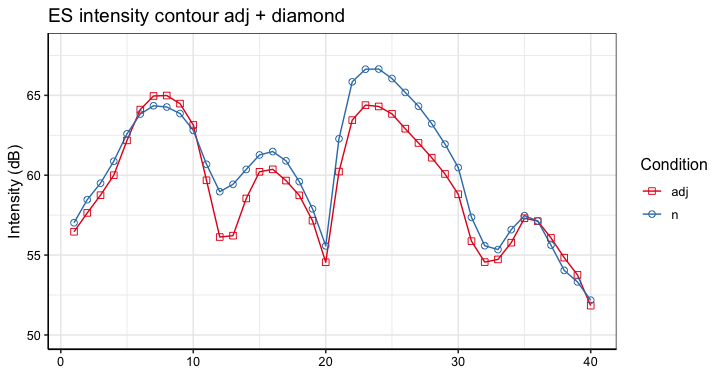 ES intensity contour adj + diamond
Intensity (dB)
65
60
55
50
0 10 20 30 40
Condition
adj
n